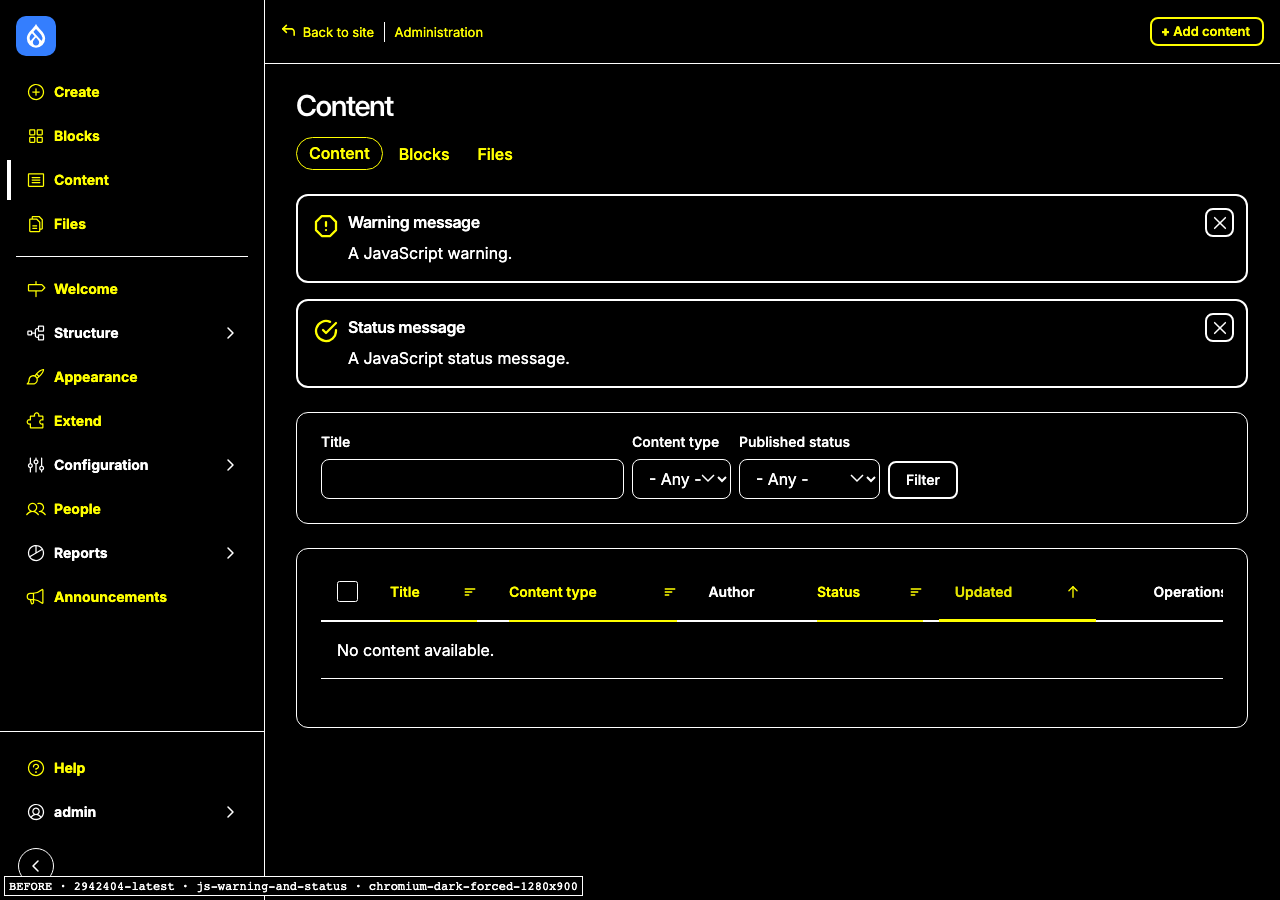 Back to site
Administration
+ Add content
Create
Blocks
Content
Files
Welcome
Structure
Appearance
Extend
Configuration
People
Reports
Announcements
Help
admin
Content
Content Blocks Files
Warning message
A JavaScript warning.
Status message
A JavaScript status message.
Title Content type Published status
- Any - - Any - Filter
Title Content type Author Status Updated Operations
No content available.
BEFORE · 2942404-latest · js-warning-and-status · chromium-dark-forced-1280x900